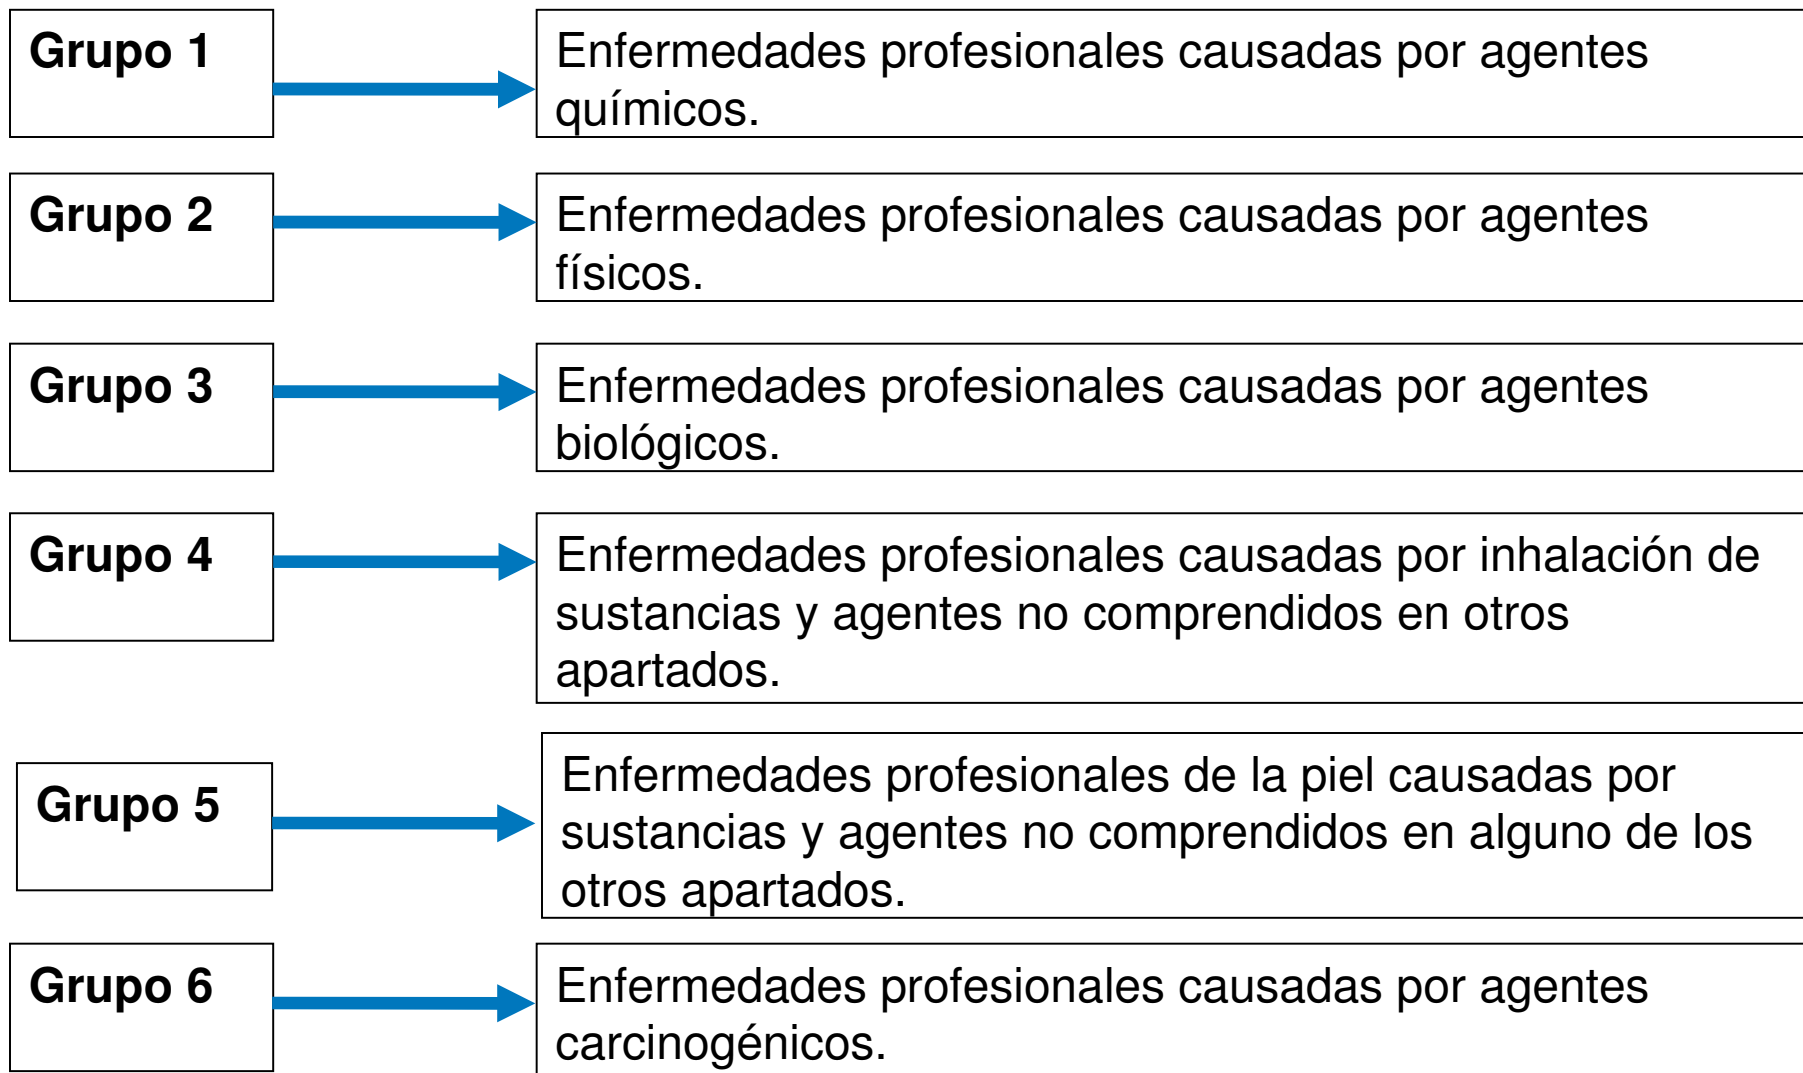 Grupo 1
Enfermedades profesionales causadas por agentes
químicos.
Grupo 2
Enfermedades profesionales causadas por agentes
físicos.
Grupo 3
Enfermedades profesionales causadas por agentes
biológicos.
Grupo 4
Enfermedades profesionales causadas por inhalación de
sustancias y agentes no comprendidos en otros
apartados.
Grupo 5
Enfermedades profesionales de la piel causadas por
sustancias y agentes no comprendidos en alguno de los
otros apartados.
Grupo 6
Enfermedades profesionales causadas por agentes
carcinogénicos.